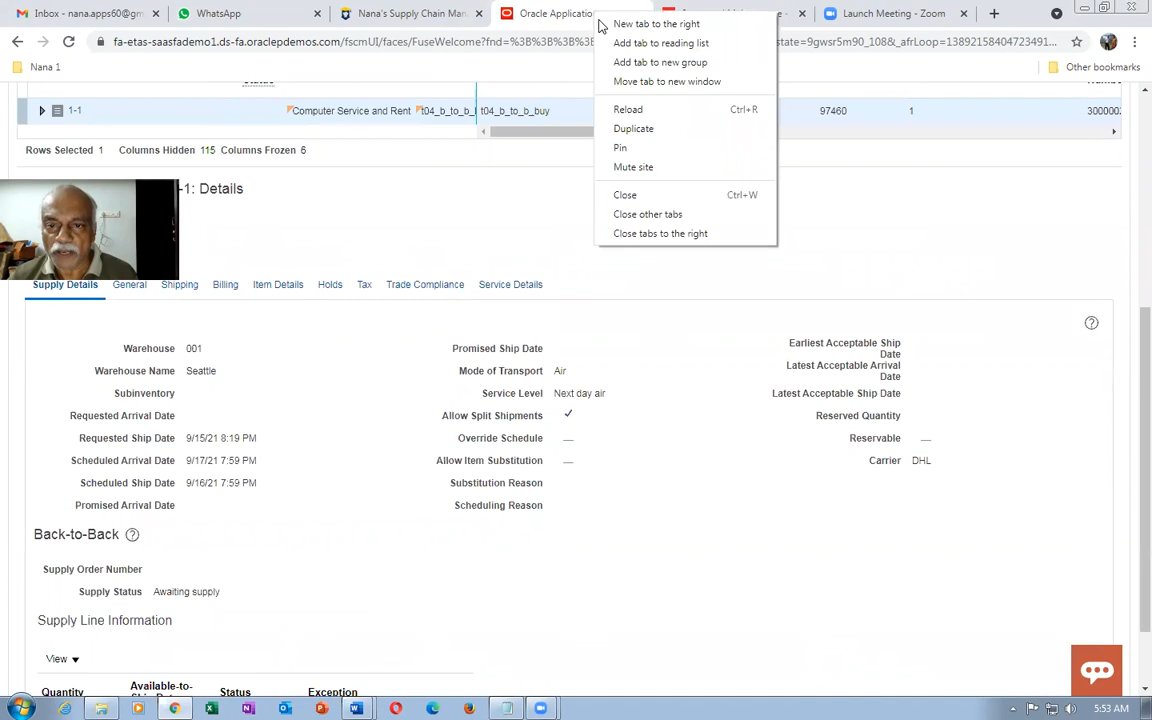 Inbox - nana.apps60@gm
WhatsApp
Nana's Supply Chain Man
Oracle Applicatio
Launch Meeting - Zoom
fa-etas-saasfademo1.ds-fa.oraclepdemos.com/fscmUI/faces/FuseWelcome?fnd=%3B%3B%3B%3B
state=9gwsr5m90_108&_afrLoop=13892158404723491...
Nana 1
Other bookmarks
New tab to the right
Add tab to reading list
Add tab to new group
Move tab to new window
Reload Ctrl+R
Duplicate
Pin
Mute site
Close Ctrl+W
Close other tabs
Close tabs to the right
1-1 Computer Service and Rent t04_b_to_b_l t04_b_to_b_buy 97460 1 300000
Rows Selected 1 Columns Hidden 115 Columns Frozen 6
-1: Details
Supply Details General Shipping Billing Item Details Holds Tax Trade Compliance Service Details
Warehouse 001
Warehouse Name Seattle
Subinventory
Requested Arrival Date
Requested Ship Date 9/15/21 8:19 PM
Scheduled Arrival Date 9/17/21 7:59 PM
Scheduled Ship Date 9/16/21 7:59 PM
Promised Arrival Date
Promised Ship Date
Mode of Transport Air
Service Level Next day air
Allow Split Shipments
Override Schedule
Allow Item Substitution
Substitution Reason
Scheduling Reason
Earliest Acceptable Ship
Date
Latest Acceptable Arrival
Date
Latest Acceptable Ship Date
Reserved Quantity
Reservable
Carrier DHL
Back-to-Back
Supply Order Number
Supply Status Awaiting supply
Supply Line Information
View
Quantity Available-to- Status Exception
5:53 AM